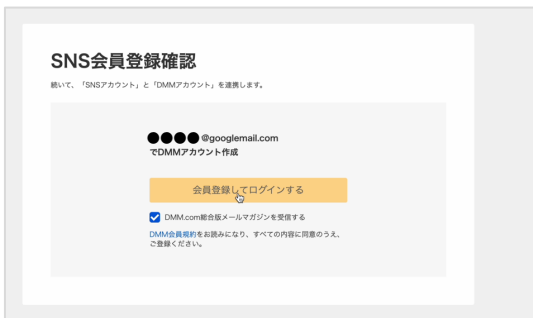 SNS会員登録確認
続いて、「SNSアカウント」と「DMMアカウント」を連携します。
●●●●@googlemail.com
でDMMアカウント作成
会員登録してログインする
DMM.com総合版メールマガジンを受信する
DMM会員規約をお読みになり、すべての内容に同意のうえ、
ご登録ください。